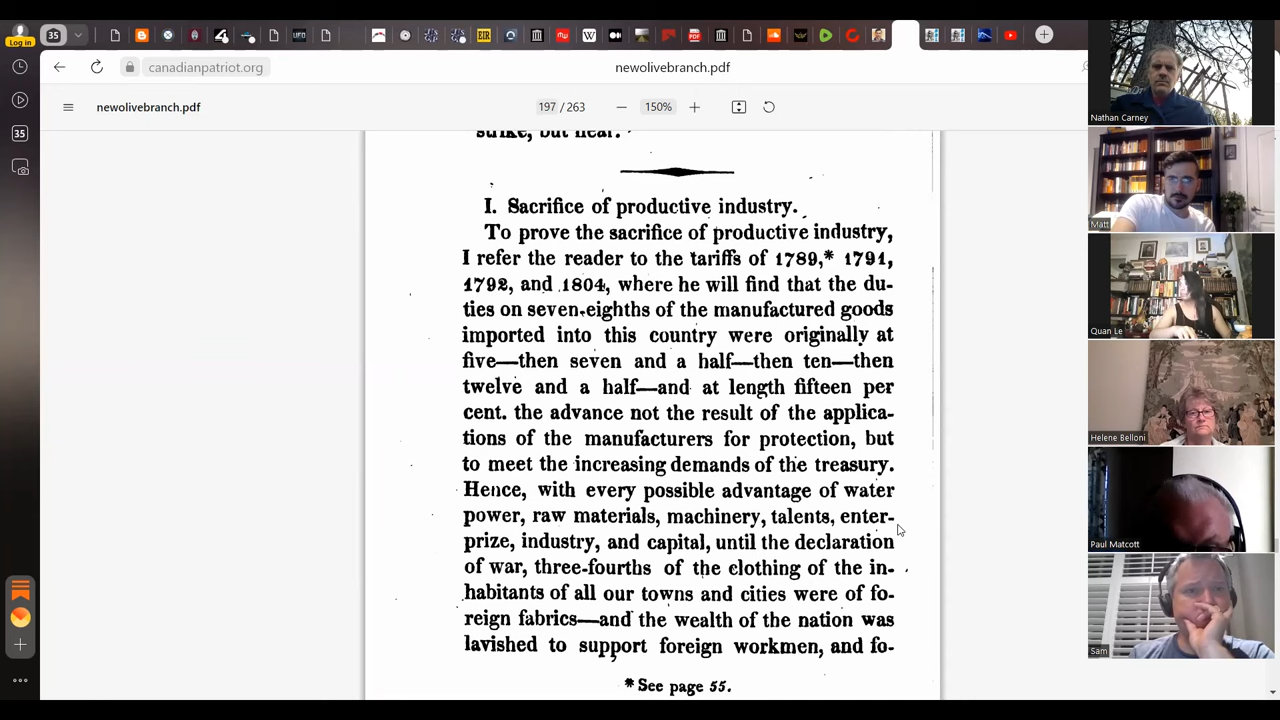 35
Log in
canadianpatriot.org
newolivebranch.pdf
newolivebranch.pdf
197 / 263
150%
35
strike, but hear."
I. Sacrifice of productive industry.
To prove the sacrifice of productive industry,
I refer the reader to the tariffs of 1789,* 1791,
1792, and 1804, where he will find that the du-
ties on seven-eighths of the manufactured goods
imported into this country were originally at
five—then seven and a half—then ten—then
twelve and a half—and at length fifteen per
cent. the advance not the result of the applica-
tions of the manufacturers for protection, but
to meet the increasing demands of the treasury.
Hence, with every possible advantage of water
power, raw materials, machinery, talents, enter-
prize, industry, and capital, until the declaration
of war, three-fourths of the clothing of the in-
habitants of all our towns and cities were of fo-
reign fabrics—and the wealth of the nation was
lavished to support foreign workmen, and fo-
* See page 55.
Nathan Carney
Matt
Quan Le
Helene Belloni
Paul Matcott
Sam